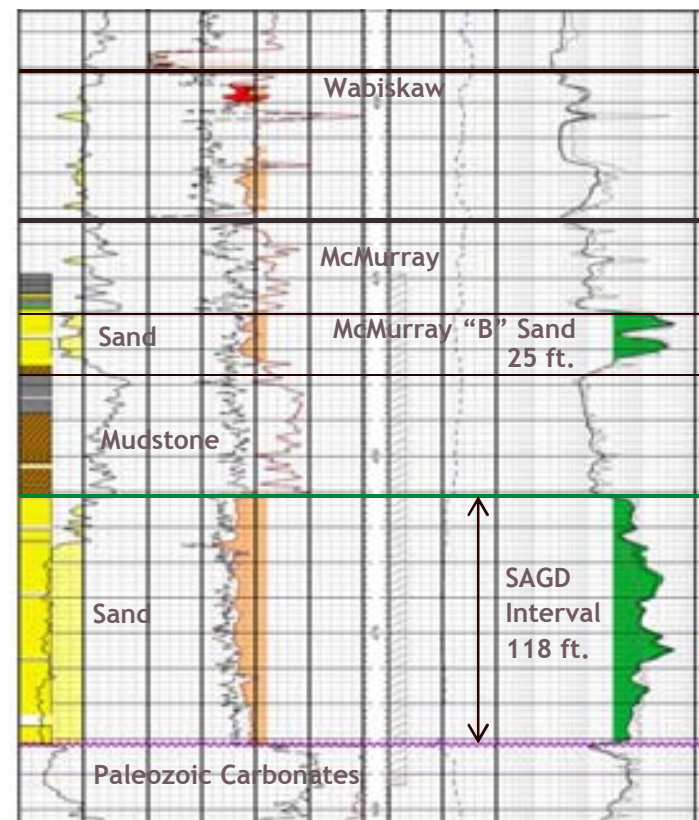 Wabiskaw
McMurray
Sand
McMurray “B” Sand
25 ft.
Mudstone
Sand
SAGD
Interval
118 ft.
Paleozoic Carbonates